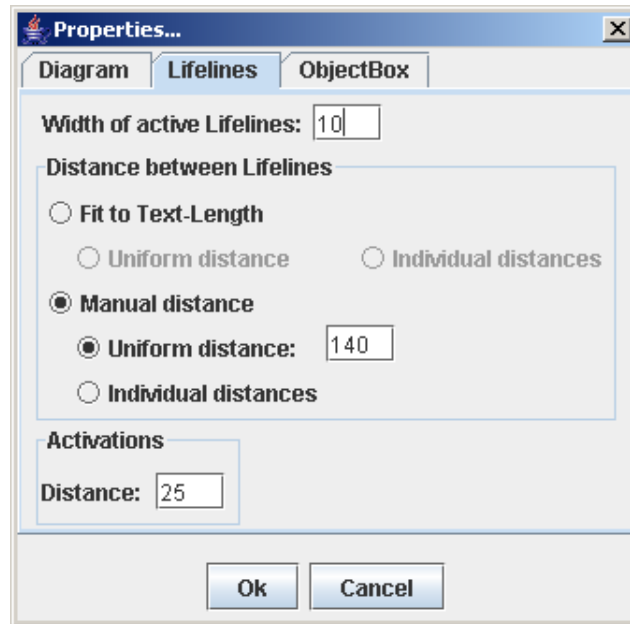 Properties...
Diagram Lifelines ObjectBox
Width of active Lifelines: 10
Distance between Lifelines
Fit to Text-Length
Uniform distance Individual distances
Manual distance
Uniform distance: 140
Individual distances
Activations
Distance: 25
Ok Cancel